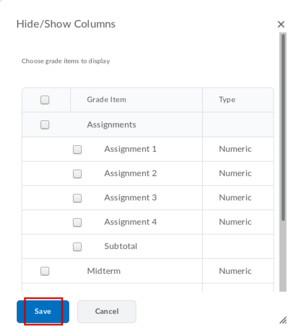 Hide/Show Columns ×
Choose grade items to display
Grade Item Type
Assignments
Assignment 1 Numeric
Assignment 2 Numeric
Assignment 3 Numeric
Assignment 4 Numeric
Subtotal
Midterm Numeric
Save Cancel